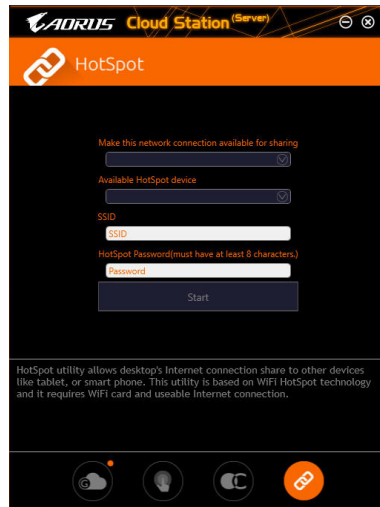 AORUS Cloud Station (Server)
HotSpot
Make this network connection available for sharing
Available HotSpot device
SSID
SSID
HotSpot Password(must have at least 8 characters.)
Password
Start
HotSpot utility allows desktop's Internet connection share to other devices
like tablet, or smart phone. This utility is based on WiFi HotSpot technology
and it requires WiFi card and useable Internet connection.
G